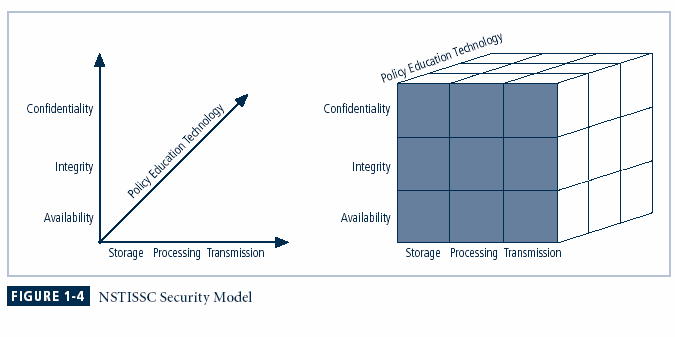 Confidentiality
Integrity
Availability
Policy Education Technology
Storage Processing Transmission
Policy Education Technology
Confidentiality
Integrity
Availability
Storage Processing Transmission
FIGURE 1-4 NSTISSC Security Model